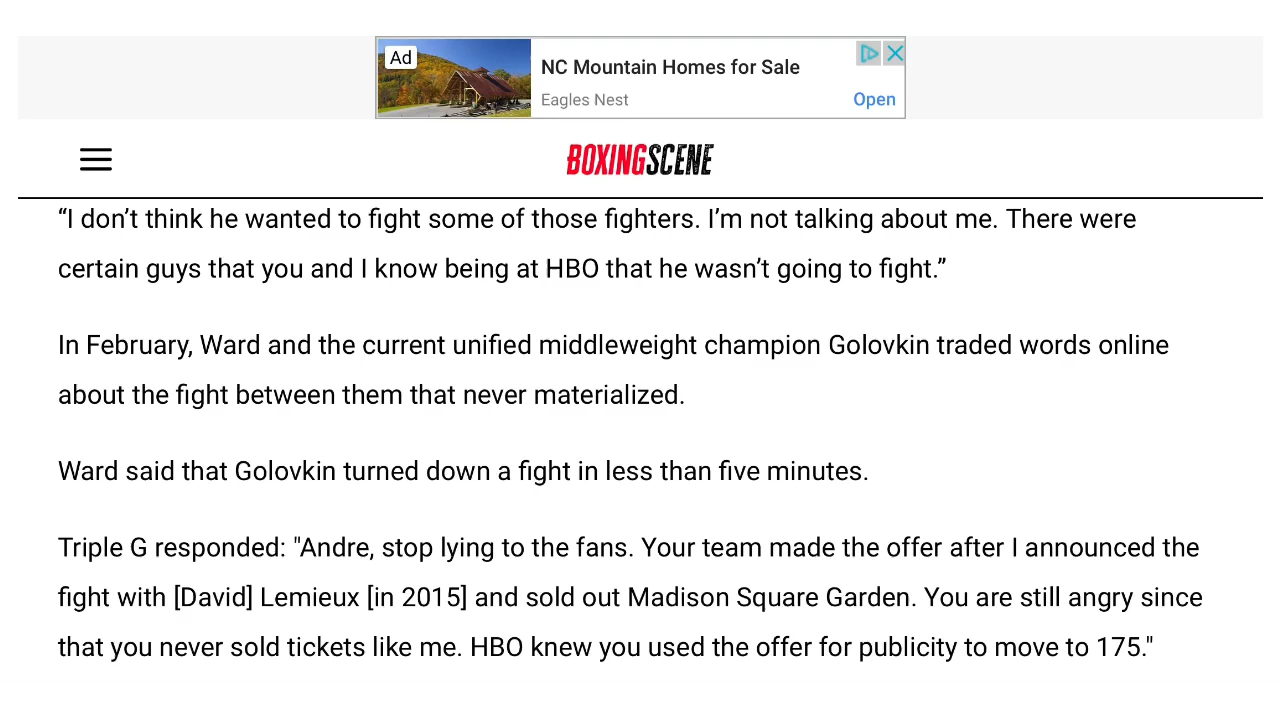 Ad
NC Mountain Homes for Sale
Eagles Nest
Open
BOXINGSCENE
“I don’t think he wanted to fight some of those fighters. I’m not talking about me. There were
certain guys that you and I know being at HBO that he wasn’t going to fight.”
In February, Ward and the current unified middleweight champion Golovkin traded words online
about the fight between them that never materialized.
Ward said that Golovkin turned down a fight in less than five minutes.
Triple G responded: "Andre, stop lying to the fans. Your team made the offer after I announced the
fight with [David] Lemieux [in 2015] and sold out Madison Square Garden. You are still angry since
that you never sold tickets like me. HBO knew you used the offer for publicity to move to 175."